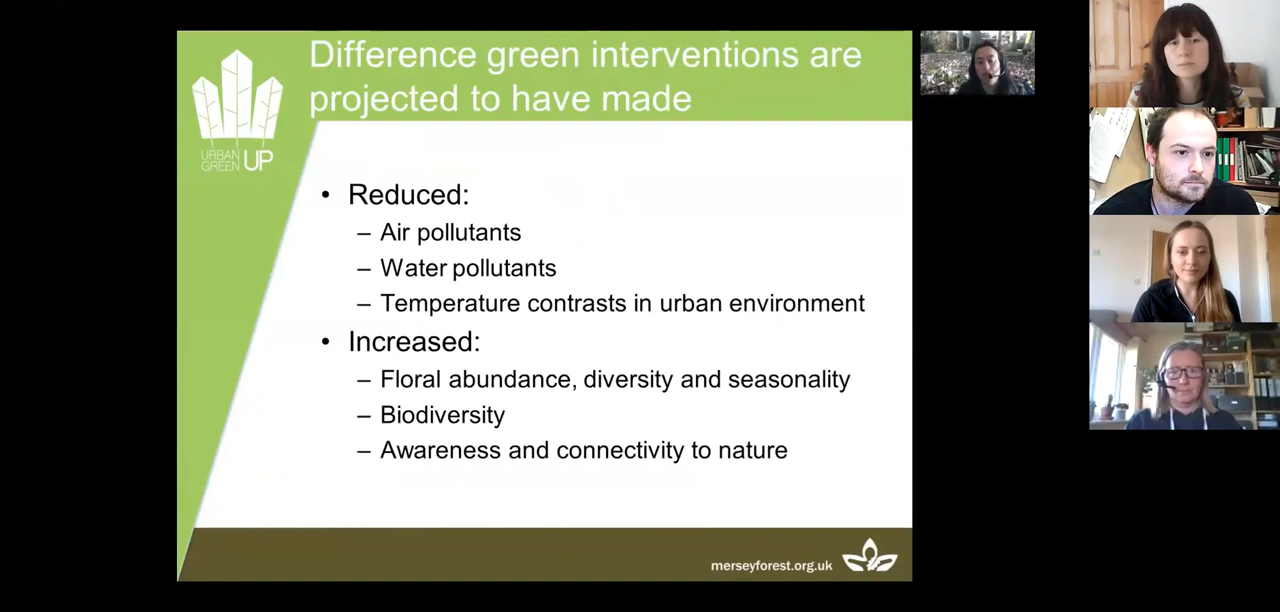 Difference green interventions are
projected to have made
URBAN
GREEN UP
• Reduced:
– Air pollutants
– Water pollutants
– Temperature contrasts in urban environment
• Increased:
– Floral abundance, diversity and seasonality
– Biodiversity
– Awareness and connectivity to nature
merseyforest.org.uk